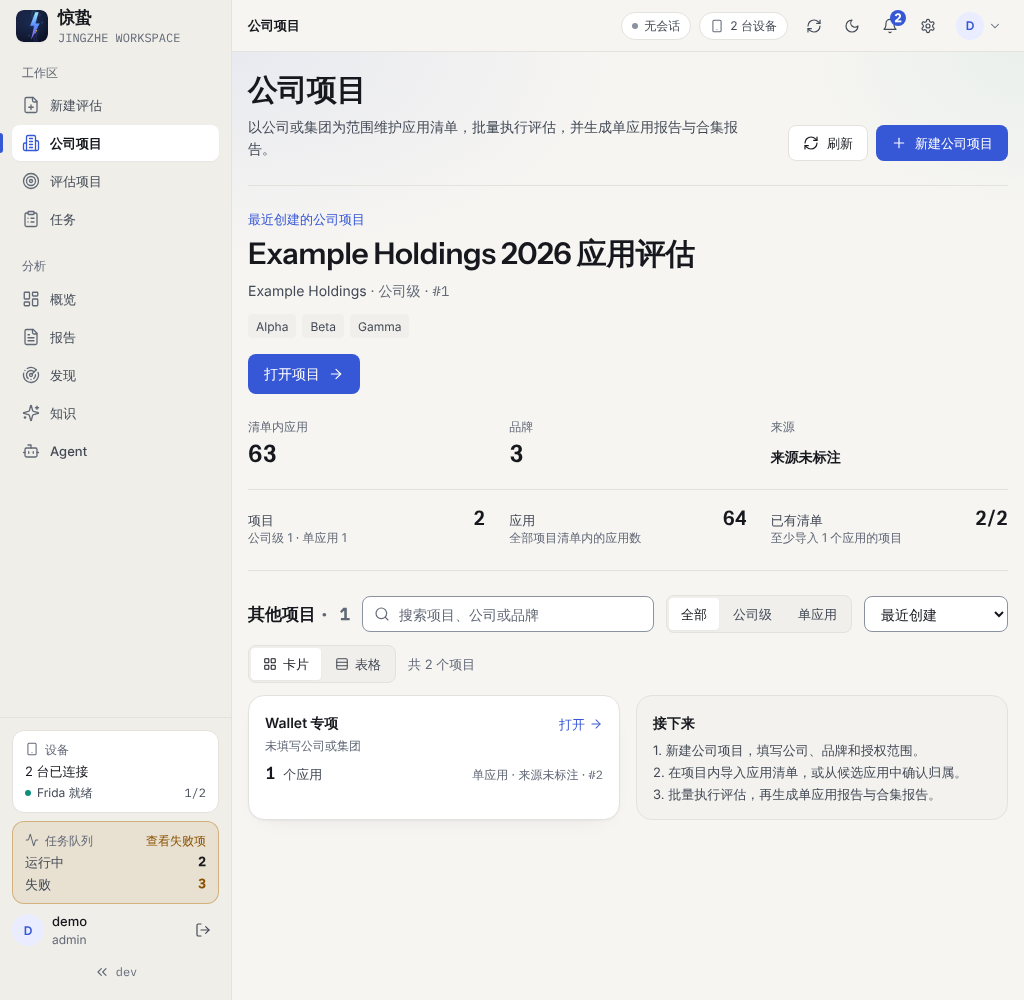 惊蛰
JINGZHE WORKSPACE
工作区
新建评估
公司项目
评估项目
任务
分析
概览
报告
发现
知识
Agent
设备
2 台已连接
Frida 就绪 1/2
任务队列 查看失败项
运行中 2
失败 3
D
demo
admin
dev
公司项目
无会话
2 台设备
2
D
公司项目
以公司或集团为范围维护应用清单，批量执行评估，并生成单应用报告与合集报
告。
刷新
新建公司项目
最近创建的公司项目
Example Holdings 2026 应用评估
Example Holdings · 公司级 · #1
Alpha Beta Gamma
打开项目
清单内应用 品牌 来源
63 3 来源未标注
项目 2 应用 64 已有清单 2/2
公司级 1 · 单应用 1 全部项目清单内的应用数 至少导入 1 个应用的项目
其他项目 · 1 搜索项目、公司或品牌 全部 公司级 单应用 最近创建
卡片 表格 共 2 个项目
Wallet 专项 打开
未填写公司或集团
1 个应用 单应用 · 来源未标注 · #2
接下来
1. 新建公司项目，填写公司、品牌和授权范围。
2. 在项目内导入应用清单，或从候选应用中确认归属。
3. 批量执行评估，再生成单应用报告与合集报告。